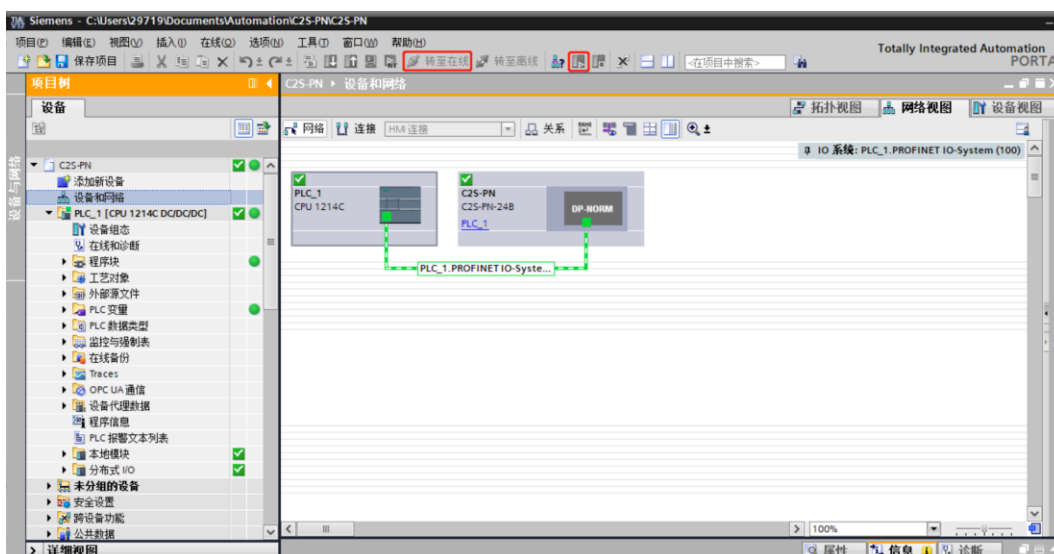 Siemens - C:\Users\29719\Documents\Automation\C2S-PN\C2S-PN
项目(P) 编辑(E) 视图(V) 插入(I) 在线(O) 选项(N) 工具(T) 窗口(W) 帮助(H)
Totally Integrated Automation
PORTA
保存项目 转至在线 转至离线 <在项目中搜索>
项目树
C2S-PN ▸ 设备和网络
设备
拓扑视图 网络视图 设备视图
网络 连接 HMI连接 关系
IO 系统: PLC_1.PROFINET IO-System (100)
设备与网络
C2S-PN
添加新设备
设备和网络
PLC_1 [CPU 1214C DC/DC/DC]
设备组态
在线和诊断
程序块
工艺对象
外部源文件
PLC 变量
PLC 数据类型
监控与强制表
在线备份
Traces
OPC UA 通信
设备代理数据
程序信息
PLC 报警文本列表
本地模块
分布式 I/O
未分组的设备
安全设置
跨设备功能
公共数据
详细视图
PLC_1
CPU 1214C
C2S-PN
C2S-PN-24B
DP-NORM
PLC_1
PLC_1.PROFINET IO-Syste...
100%
属性 信息 诊断